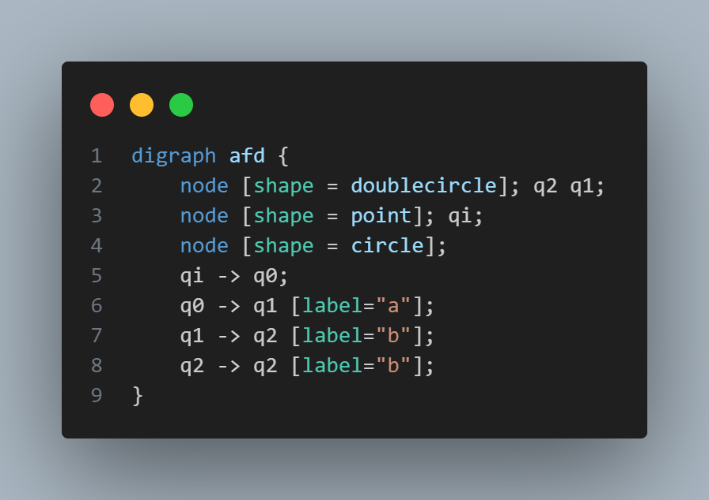 1 digraph afd {
2 node [shape = doublecircle]; q2 q1;
3 node [shape = point]; qi;
4 node [shape = circle];
5 qi -> q0;
6 q0 -> q1 [label="a"];
7 q1 -> q2 [label="b"];
8 q2 -> q2 [label="b"];
9 }